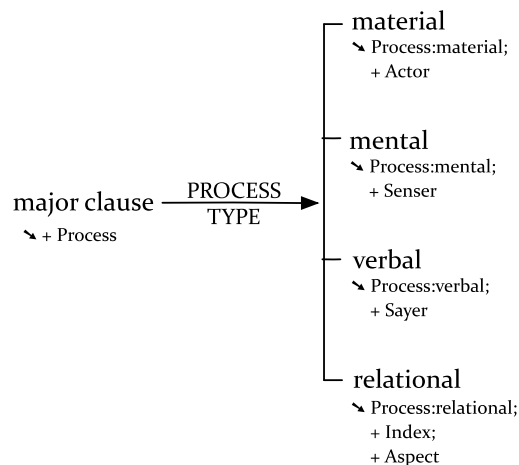 major clause
↘ + Process
PROCESS
TYPE
material
↘ Process:material;
+ Actor
mental
↘ Process:mental;
+ Senser
verbal
↘ Process:verbal;
+ Sayer
relational
↘ Process:relational;
+ Index;
+ Aspect